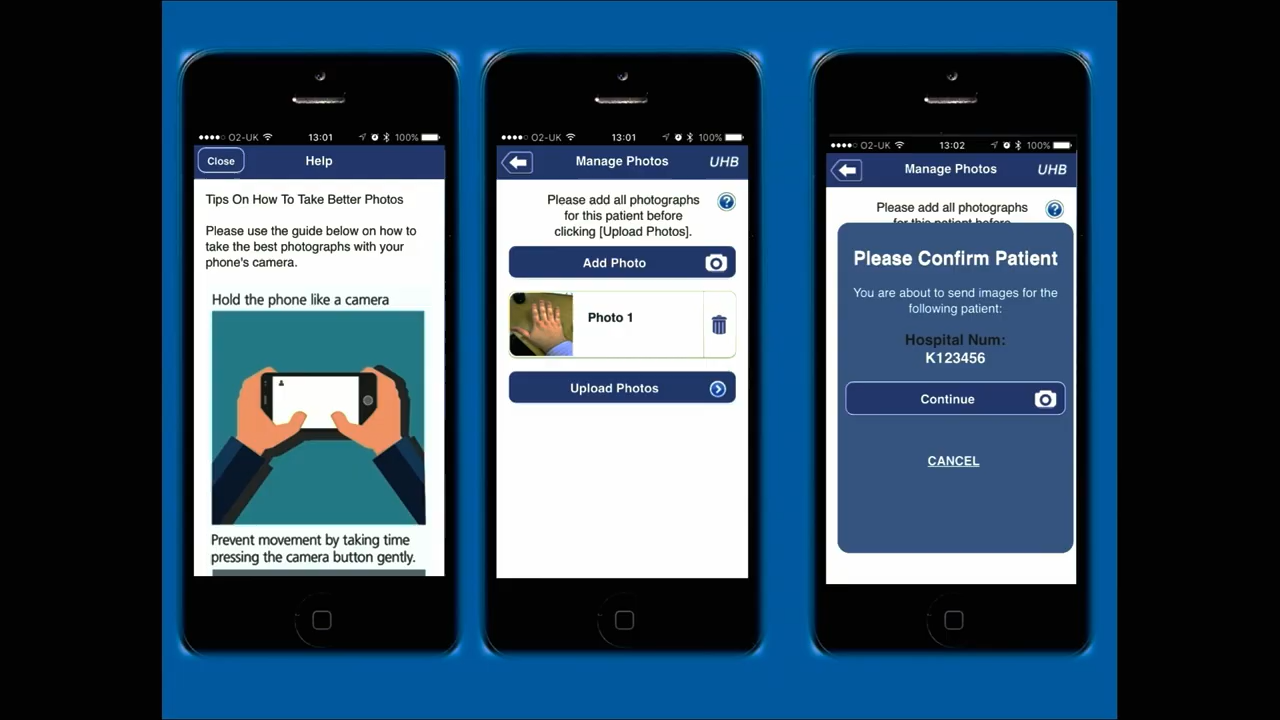 O2-UK 13:01 100%
Close Help
Tips On How To Take Better Photos
Please use the guide below on how to
take the best photographs with your
phone's camera.
Hold the phone like a camera
Prevent movement by taking time
pressing the camera button gently.
O2-UK 13:01 100%
Manage Photos UHB
Please add all photographs
for this patient before
clicking [Upload Photos].
?
Add Photo
Photo 1
Upload Photos
O2-UK 13:02 100%
Manage Photos UHB
Please add all photographs
for this patient before
?
Please Confirm Patient
You are about to send images for the
following patient:
Hospital Num:
K123456
Continue
CANCEL